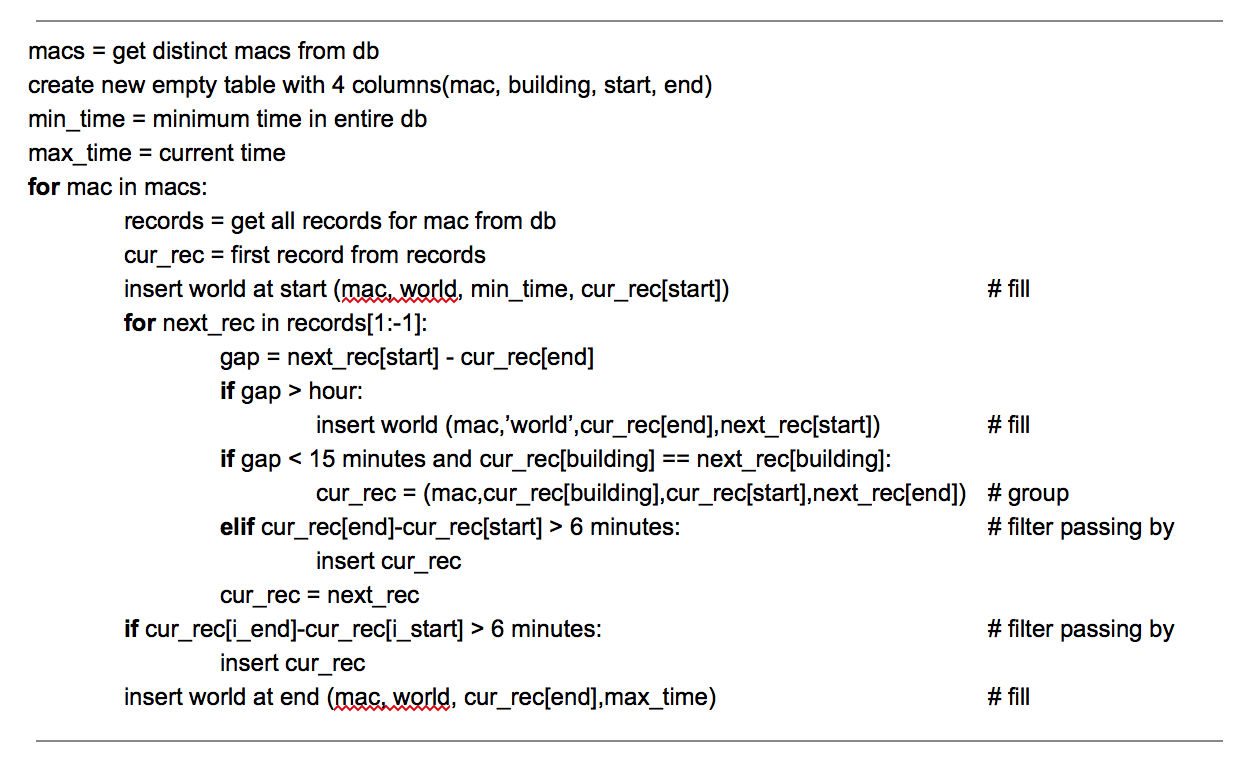 macs = get distinct macs from db
create new empty table with 4 columns(mac, building, start, end)
min_time = minimum time in entire db
max_time = current time
for mac in macs:
records = get all records for mac from db
cur_rec = first record from records
insert world at start (mac, world, min_time, cur_rec[start]) # fill
for next_rec in records[1:-1]:
gap = next_rec[start] - cur_rec[end]
if gap > hour:
insert world (mac,’world’,cur_rec[end],next_rec[start]) # fill
if gap < 15 minutes and cur_rec[building] == next_rec[building]:
cur_rec = (mac,cur_rec[building],cur_rec[start],next_rec[end]) # group
elif cur_rec[end]-cur_rec[start] > 6 minutes: # filter passing by
insert cur_rec
cur_rec = next_rec
if cur_rec[i_end]-cur_rec[i_start] > 6 minutes: # filter passing by
insert cur_rec
insert world at end (mac, world, cur_rec[end],max_time) # fill